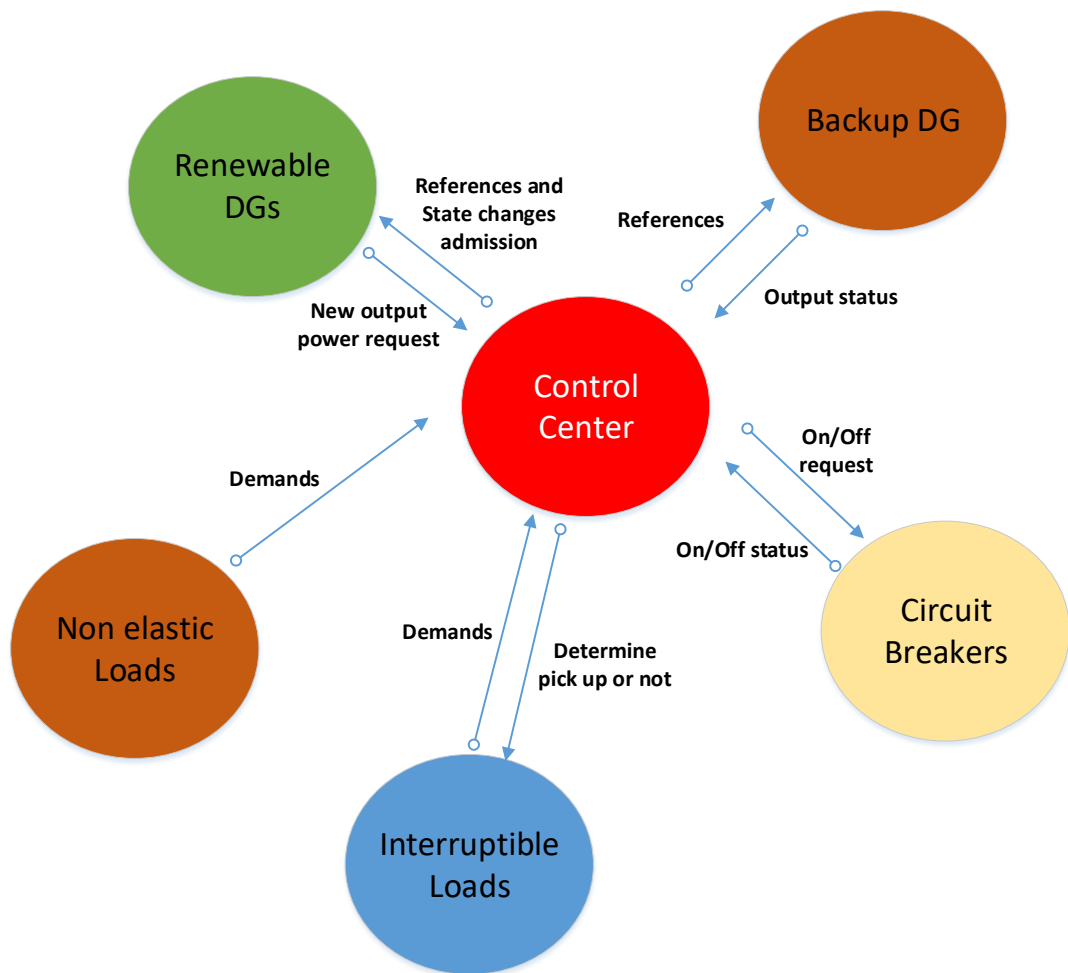 Backup DG
Renewable
DGs
References and
State changes
admission
References
New output
power request
Output status
Control
Center
On/Off
request
Demands
On/Off status
Non elastic
Loads
Circuit
Breakers
Demands
Determine
pick up or not
Interruptible
Loads